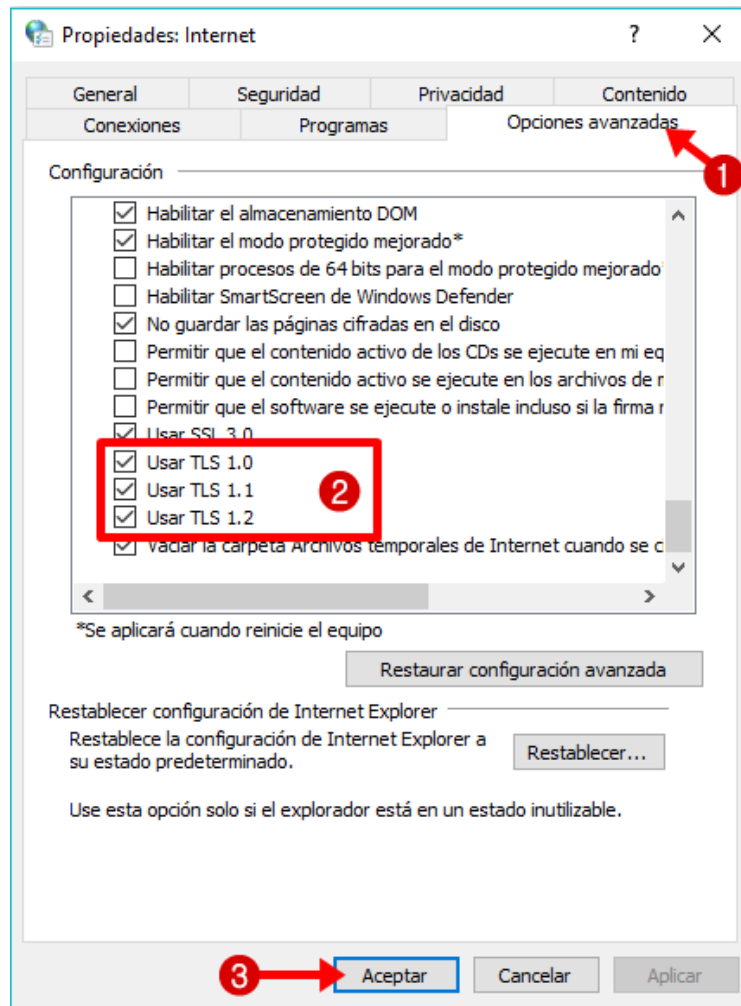 Propiedades: Internet
?
General Seguridad Privacidad Contenido
Conexiones Programas Opciones avanzadas
1
Configuración
Habilitar el almacenamiento DOM
Habilitar el modo protegido mejorado*
Habilitar procesos de 64 bits para el modo protegido mejorado*
Habilitar SmartScreen de Windows Defender
No guardar las páginas cifradas en el disco
Permitir que el contenido activo de los CDs se ejecute en mi eq
Permitir que el contenido activo se ejecute en los archivos de
Permitir que el software se ejecute o instale incluso si la firma
Usar SSL 3.0
Usar TLS 1.0
Usar TLS 1.1
2
Usar TLS 1.2
Vaciar la carpeta Archivos temporales de Internet cuando se c
*Se aplicará cuando reinicie el equipo
Restaurar configuración avanzada
Restablecer configuración de Internet Explorer
Restablece la configuración de Internet Explorer a
su estado predeterminado.
Restablecer...
Use esta opción solo si el explorador está en un estado inutilizable.
3
Aceptar Cancelar Aplicar